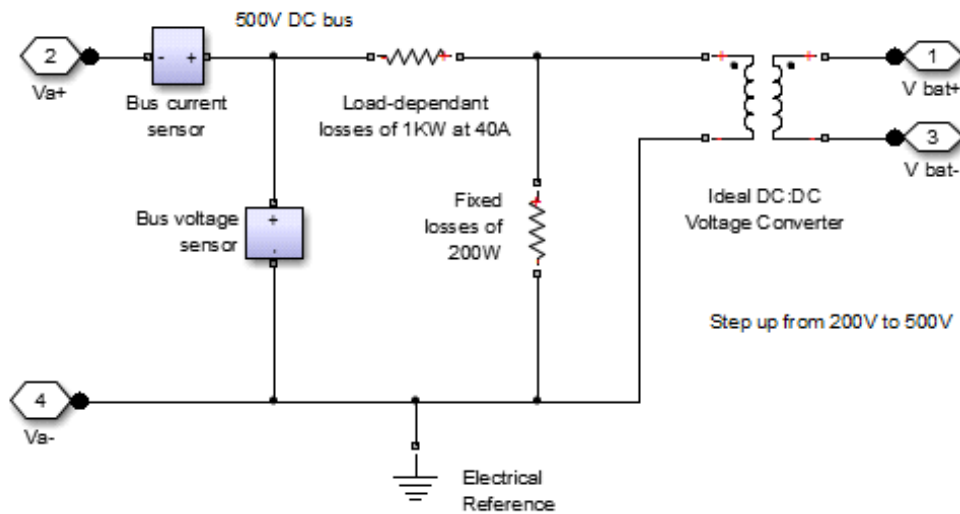 500V DC bus
2
Va+
-
+
Bus current
sensor
Load-dependant
losses of 1KW at 40A
1
V bat+
3
V bat-
Bus voltage
sensor
+
-
Fixed
losses of
200W
Ideal DC:DC
Voltage Converter
Step up from 200V to 500V
4
Va-
Electrical
Reference